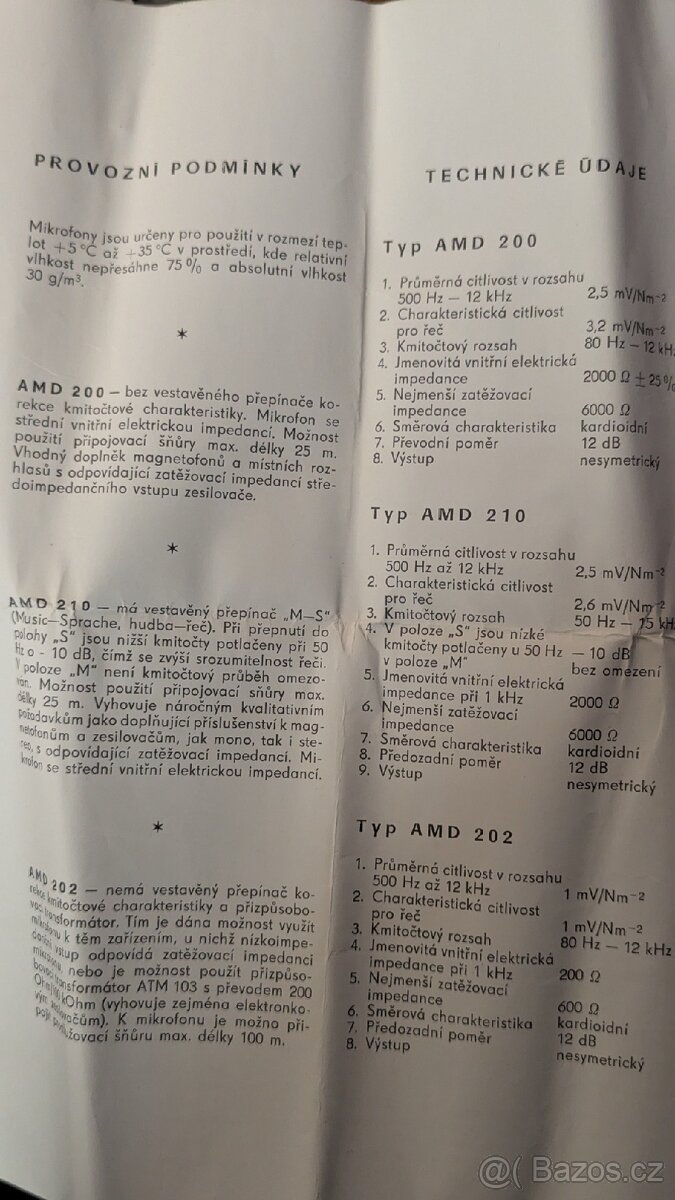 PROVOZNÍ PODMÍNKY
Mikrofony jsou určeny pro použití v rozmezí tep-
lot +5 °C až +35 °C v prostředí, kde relativní
vlhkost nepřesáhne 75 % a absolutní vlhkost
30 g/m³.
*
AMD 200 – bez vestavěného přepínače ko-
rekce kmitočtové charakteristiky. Mikrofon se
střední vnitřní elektrickou impedancí. Možnost
použití připojovací šňůry max. délky 25 m.
Vhodný doplněk magnetofonů a místních roz-
hlasů s odpovídající zatěžovací impedancí stře-
doimpedančního vstupu zesilovače.
*
AMD 210 – má vestavěný přepínač „M–S"
(Music–Sprache, hudba–řeč). Při přepnutí do
polohy „S" jsou nižší kmitočty potlačeny při 50
Hz o - 10 dB, čímž se zvýší srozumitelnost řeči.
V poloze „M" není kmitočtový průběh omezo-
ván. Možnost použití připojovací šňůry max.
délky 25 m. Vyhovuje náročným kvalitativním
požadavkům jako doplňující příslušenství k mag-
netofonům a zesilovačům, jak mono, tak i ste-
reo, s odpovídající zatěžovací impedancí. Mi-
krofon se střední vnitřní elektrickou impedancí.
*
AMD 202 – nemá vestavěný přepínač ko-
rekce kmitočtové charakteristiky a přizpůsobo-
vací transformátor. Tím je dána možnost využít
mikrofonu k těm zařízením, u nichž nízkoimpe-
danční vstup odpovídá zatěžovací impedanci
mikrofonu, nebo je možnost použít přizpůso-
bovací transformátor ATM 103 s převodem 200
Ohm/ kOhm (vyhovuje zejména elektronko-
vým zesilovačům). K mikrofonu je možno při-
pojit prodlužovací šňůru max. délky 100 m.
TECHNICKÉ ÚDAJE
Typ AMD 200
1. Průměrná citlivost v rozsahu
500 Hz – 12 kHz 2,5 mV/Nm⁻²
2. Charakteristická citlivost
pro řeč 3,2 mV/Nm⁻²
3. Kmitočtový rozsah 80 Hz – 12 kHz
4. Jmenovitá vnitřní elektrická
impedance 2000 Ω ± 25%
5. Nejmenší zatěžovací
impedance 6000 Ω
6. Směrová charakteristika kardioidní
7. Převodní poměr 12 dB
8. Výstup nesymetrický
Typ AMD 210
1. Průměrná citlivost v rozsahu
500 Hz až 12 kHz 2,5 mV/Nm⁻²
2. Charakteristická citlivost
pro řeč 2,6 mV/Nm⁻²
3. Kmitočtový rozsah 50 Hz – 15 kHz
4. V poloze „S" jsou nízké
kmitočty potlačeny u 50 Hz – 10 dB
v poloze „M" bez omezení
5. Jmenovitá vnitřní elektrická
impedance při 1 kHz 2000 Ω
6. Nejmenší zatěžovací
impedance 6000 Ω
7. Směrová charakteristika kardioidní
8. Předozadní poměr 12 dB
9. Výstup nesymetrický
Typ AMD 202
1. Průměrná citlivost v rozsahu
500 Hz až 12 kHz 1 mV/Nm⁻²
2. Charakteristická citlivost
pro řeč 1 mV/Nm⁻²
3. Kmitočtový rozsah 80 Hz – 12 kHz
4. Jmenovitá vnitřní elektrická
impedance při 1 kHz 200 Ω
5. Nejmenší zatěžovací
impedance 600 Ω
6. Směrová charakteristika kardioidní
7. Předozadní poměr 12 dB
8. Výstup nesymetrický
@( Bazos.cz